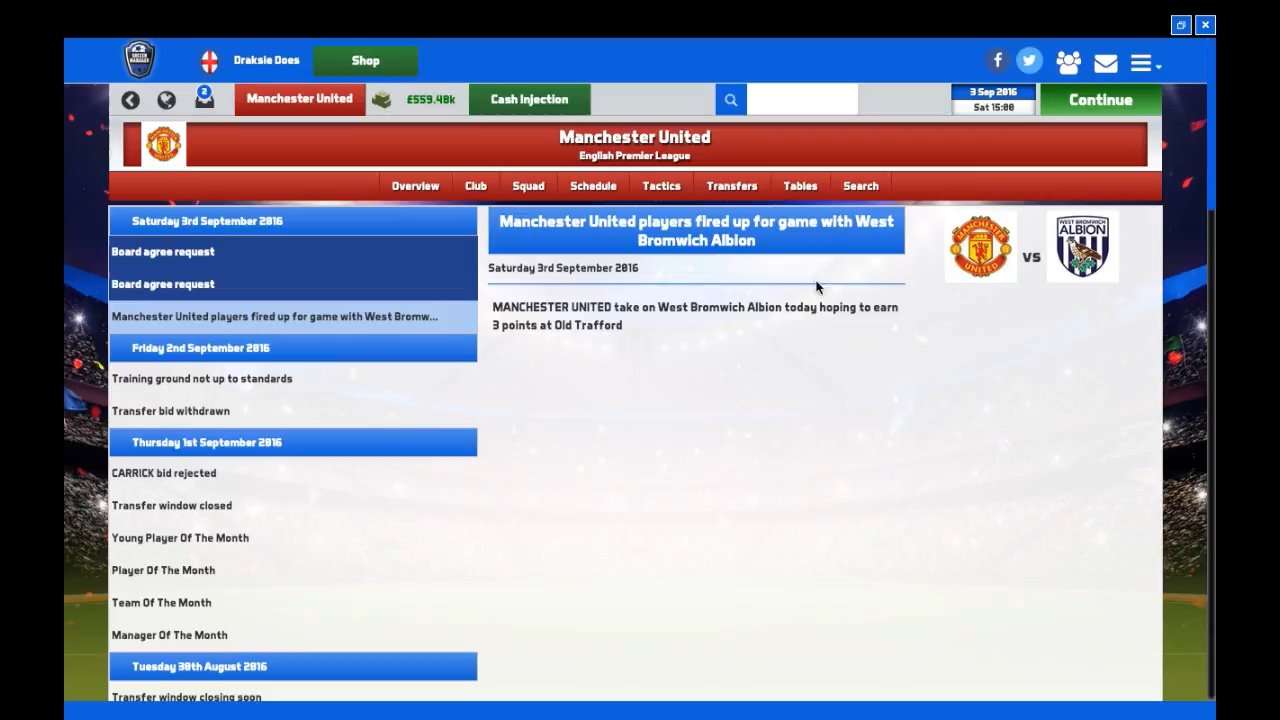 Draksie Does
Shop
2
Manchester United
£559.48k
Cash Injection
3 Sep 2016
Sat 15:00
Continue
Manchester United
English Premier League
Overview Club Squad Schedule Tactics Transfers Tables Search
Saturday 3rd September 2016
Board agree request
Board agree request
Manchester United players fired up for game with West Bromw...
Friday 2nd September 2016
Training ground not up to standards
Transfer bid withdrawn
Thursday 1st September 2016
CARRICK bid rejected
Transfer window closed
Young Player Of The Month
Player Of The Month
Team Of The Month
Manager Of The Month
Tuesday 30th August 2016
Transfer window closing soon
Manchester United players fired up for game with West
Bromwich Albion
Saturday 3rd September 2016
MANCHESTER UNITED take on West Bromwich Albion today hoping to earn
3 points at Old Trafford
MANCHESTER
UNITED
VS
WEST BROMWICH
ALBION